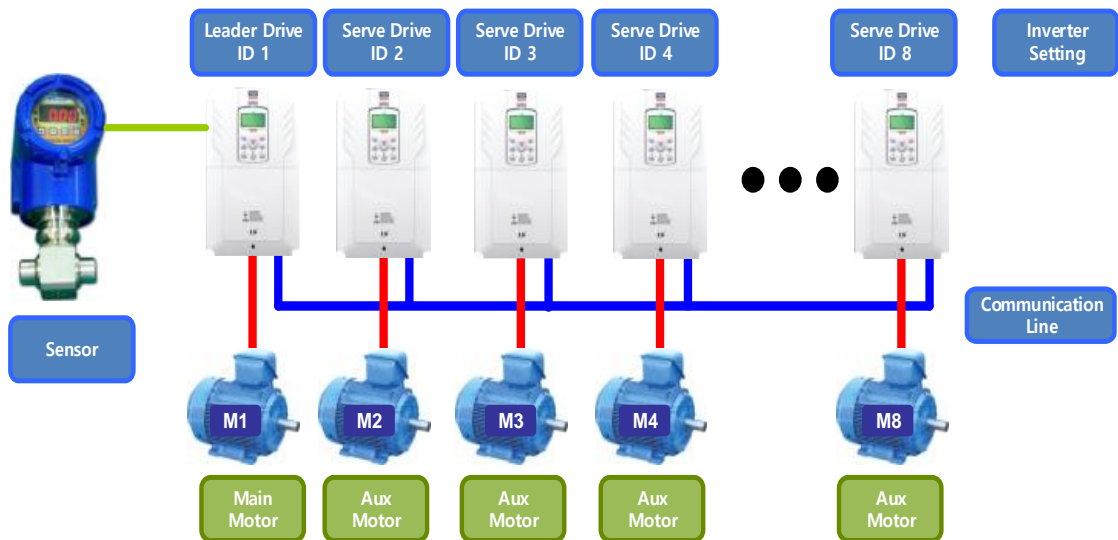 Leader Drive
ID 1
Serve Drive
ID 2
Serve Drive
ID 3
Serve Drive
ID 4
Serve Drive
ID 8
Inverter
Setting
Communication
Line
Sensor
M1
M2
M3
M4
M8
Main
Motor
Aux
Motor
Aux
Motor
Aux
Motor
Aux
Motor